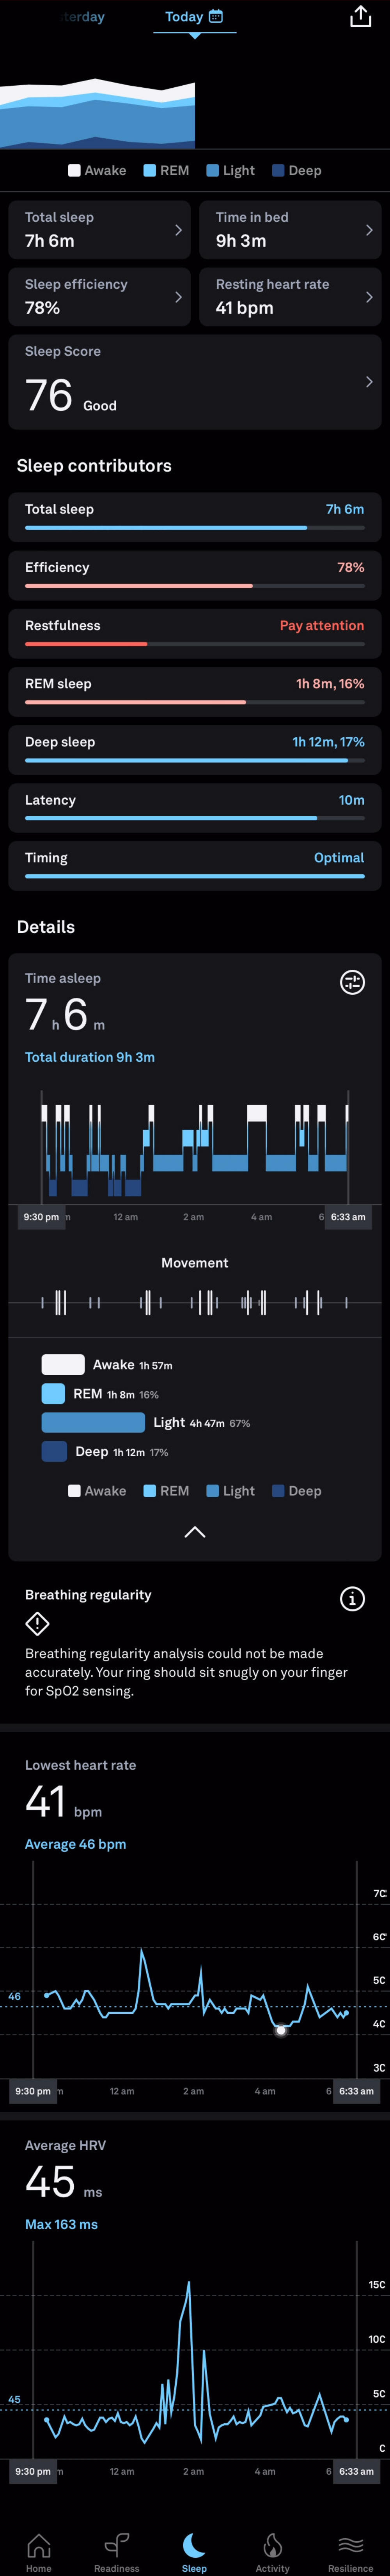 terday
Today
Awake REM Light Deep
Total sleep
7h 6m
Time in bed
9h 3m
Sleep efficiency
78%
Resting heart rate
41 bpm
Sleep Score
76 Good
Sleep contributors
Total sleep 7h 6m
Efficiency 78%
Restfulness Pay attention
REM sleep 1h 8m, 16%
Deep sleep 1h 12m, 17%
Latency 10m
Timing Optimal
Details
Time asleep
7 h 6 m
Total duration 9h 3m
9:30 pm 12 am 2 am 4 am 6 6:33 am
Movement
Awake 1h 57m
REM 1h 8m 16%
Light 4h 47m 67%
Deep 1h 12m 17%
Awake REM Light Deep
Breathing regularity
Breathing regularity analysis could not be made
accurately. Your ring should sit snugly on your finger
for SpO2 sensing.
Lowest heart rate
41 bpm
Average 46 bpm
46
9:30 pm 12 am 2 am 4 am 6 6:33 am
Average HRV
45 ms
Max 163 ms
45
9:30 pm 12 am 2 am 4 am 6 6:33 am
Home Readiness Sleep Activity Resilience